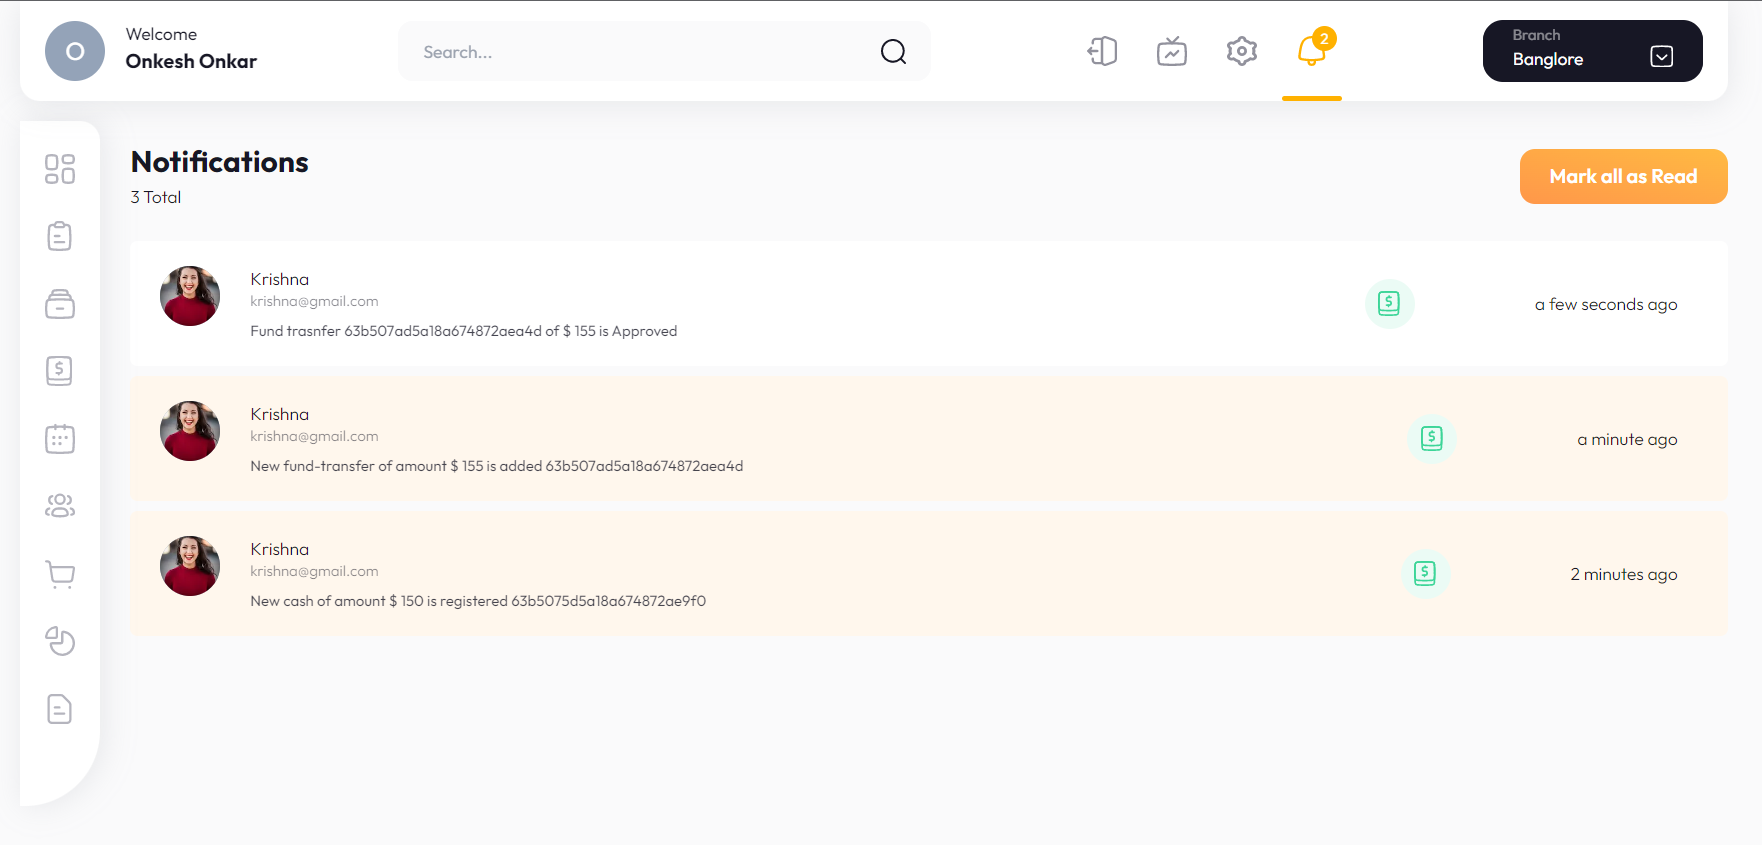 O
Welcome
Onkesh Onkar
Search...
2
Branch
Banglore
Notifications
3 Total
Mark all as Read
Krishna
krishna@gmail.com
Fund trasnfer 63b507ad5a18a674872aea4d of $ 155 is Approved
$
a few seconds ago
Krishna
krishna@gmail.com
New fund-transfer of amount $ 155 is added 63b507ad5a18a674872aea4d
$
a minute ago
Krishna
krishna@gmail.com
New cash of amount $ 150 is registered 63b5075d5a18a674872ae9f0
$
2 minutes ago